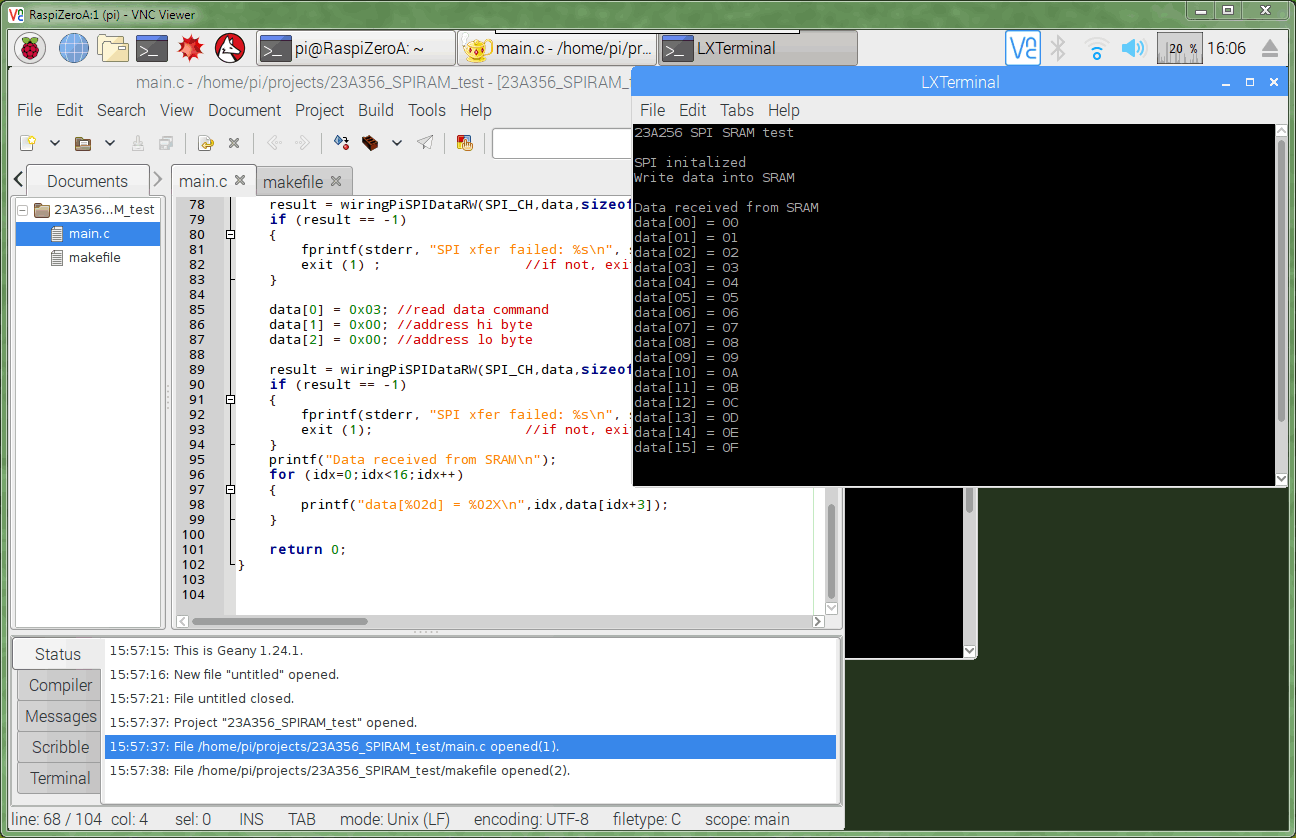 RaspiZeroA:1 (pi) - VNC Viewer
pi@RaspiZeroA: ~
main.c - /home/pi/pr...
LXTerminal
20 %
16:06
main.c - /home/pi/projects/23A356_SPIRAM_test - [23A356_SPIRAM_
File Edit Search View Document Project Build Tools Help
Documents
23A356...M_test
main.c
makefile
main.c
makefile
78 result = wiringPiSPIDataRW(SPI_CH,data,sizeof
79 if (result == -1)
80 {
81 fprintf(stderr, "SPI xfer failed: %s\n",
82 exit (1) ; //if not, exi
83 }
84
85 data[0] = 0x03; //read data command
86 data[1] = 0x00; //address hi byte
87 data[2] = 0x00; //address lo byte
88
89 result = wiringPiSPIDataRW(SPI_CH,data,sizeof
90 if (result == -1)
91 {
92 fprintf(stderr, "SPI xfer failed: %s\n",
93 exit (1); //if not, exi
94 }
95 printf("Data received from SRAM\n");
96 for (idx=0;idx<16;idx++)
97 {
98 printf("data[%02d] = %02X\n",idx,data[idx+3]);
99 }
100
101 return 0;
102 }
103
104
LXTerminal
File Edit Tabs Help
23A256 SPI SRAM test
SPI initalized
Write data into SRAM
Data received from SRAM
data[00] = 00
data[01] = 01
data[02] = 02
data[03] = 03
data[04] = 04
data[05] = 05
data[06] = 06
data[07] = 07
data[08] = 08
data[09] = 09
data[10] = 0A
data[11] = 0B
data[12] = 0C
data[13] = 0D
data[14] = 0E
data[15] = 0F
Status
Compiler
Messages
Scribble
Terminal
15:57:15: This is Geany 1.24.1.
15:57:16: New file "untitled" opened.
15:57:21: File untitled closed.
15:57:37: Project "23A356_SPIRAM_test" opened.
15:57:37: File /home/pi/projects/23A356_SPIRAM_test/main.c opened(1).
15:57:38: File /home/pi/projects/23A356_SPIRAM_test/makefile opened(2).
line: 68 / 104 col: 4 sel: 0 INS TAB mode: Unix (LF) encoding: UTF-8 filetype: C scope: main